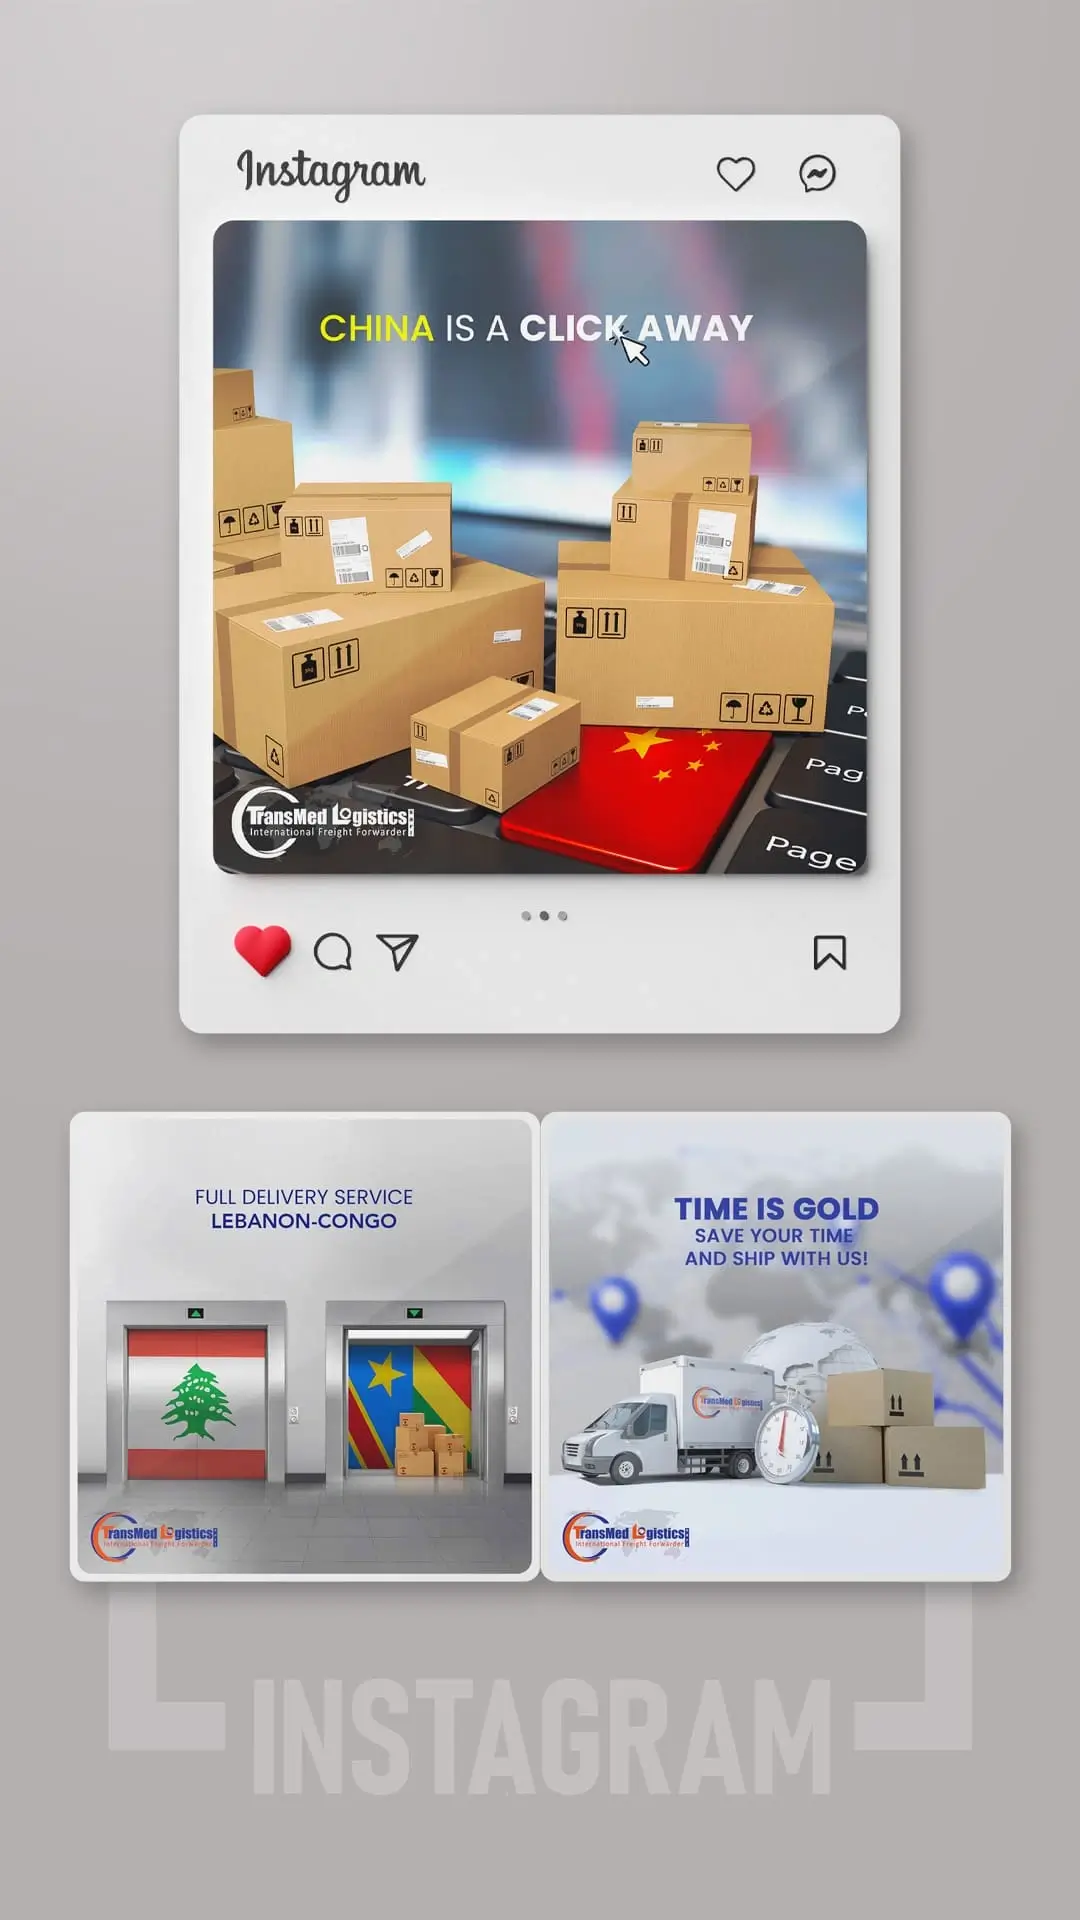 Instagram
CHINA IS A CLICK AWAY
Page
Page
TransMed Logistics
International Freight Forwarder
FULL DELIVERY SERVICE
LEBANON-CONGO
TransMed Logistics
International Freight Forwarder
TIME IS GOLD
SAVE YOUR TIME
AND SHIP WITH US!
TransMed Logistics
TransMed Logistics
International Freight Forwarder
INSTAGRAM